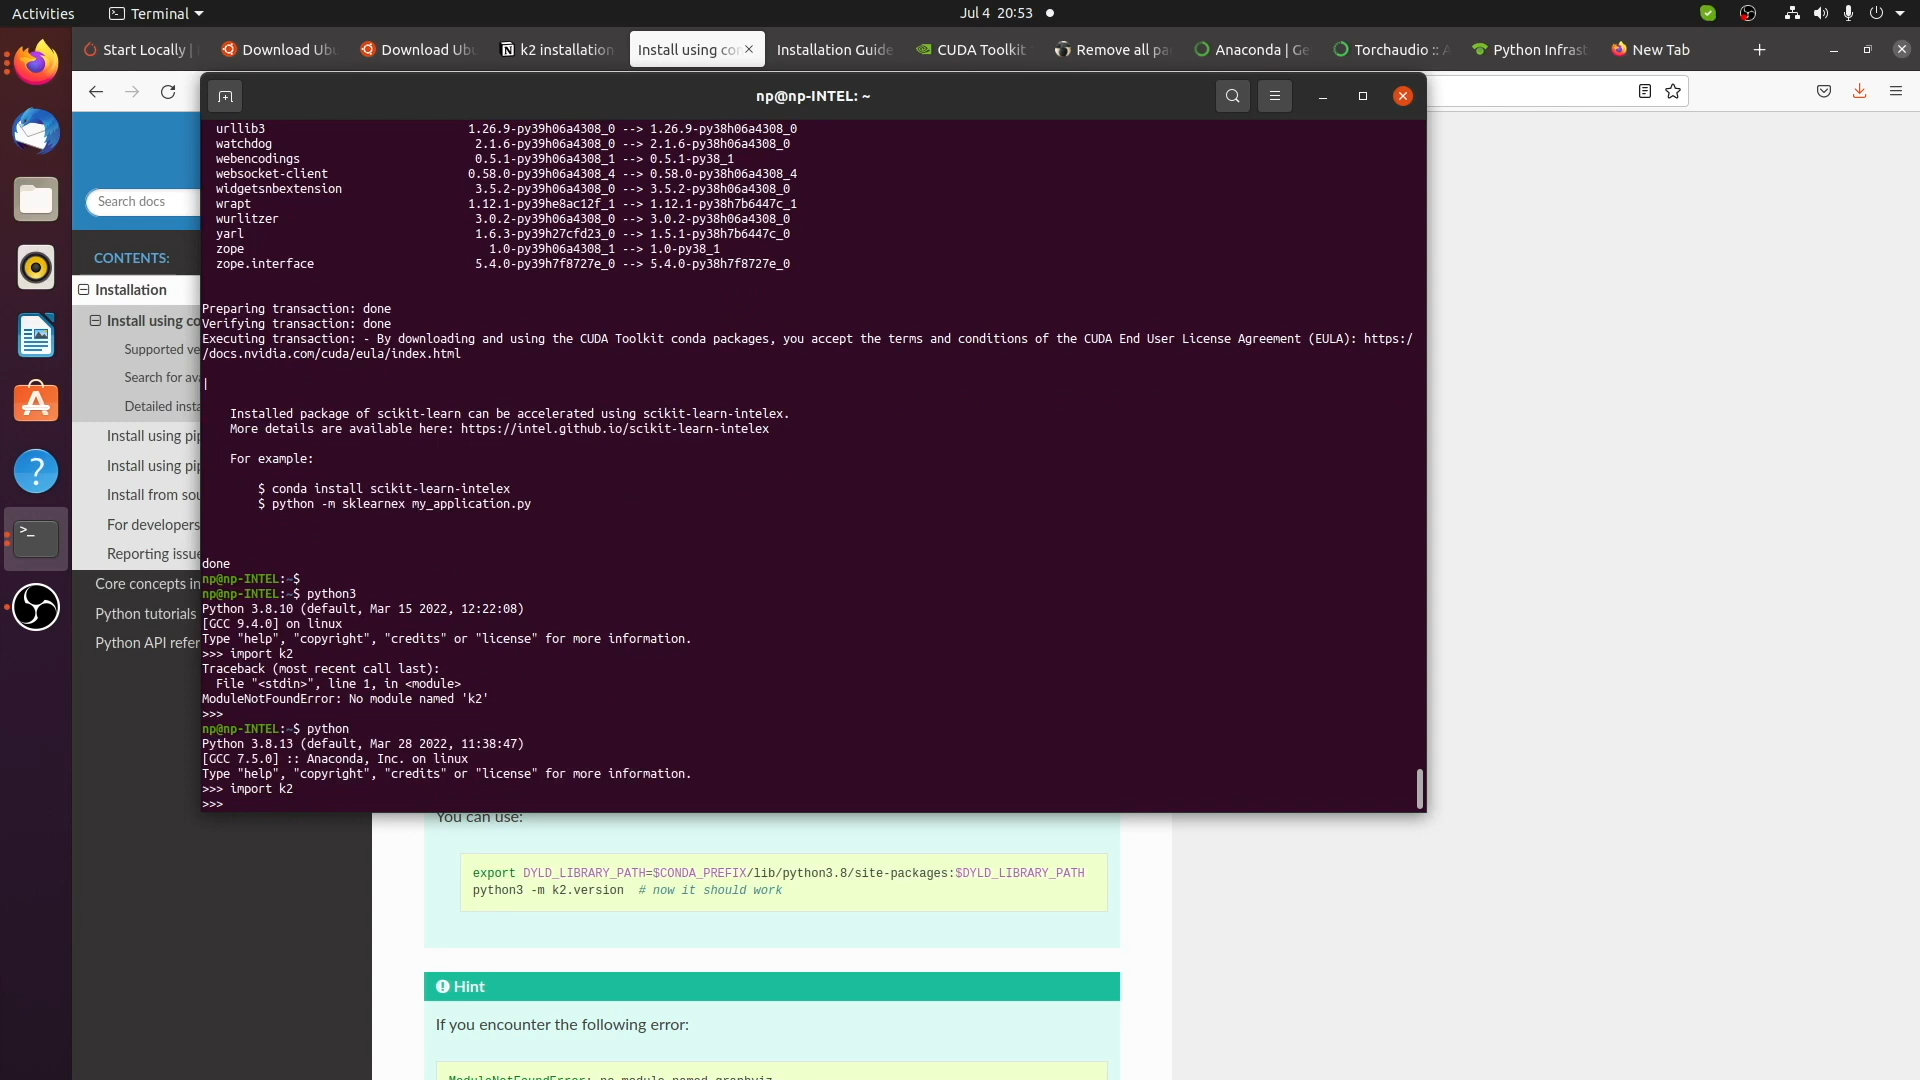 Activities
Terminal
Jul 4 20:53
Start Locally |
Download Ubu
Download Ubu
k2 installation
Install using con
Installation Guide
CUDA Toolkit
Remove all pa
Anaconda | Ge
Torchaudio :: A
Python Infrast
New Tab
np@np-INTEL: ~
Search docs
CONTENTS:
Installation
Install using co
Supported ve
Search for ava
Detailed insta
Install using pip
Install using pip
Install from sou
For developers
Reporting issue
Core concepts in
Python tutorials
Python API refer
urllib3 1.26.9-py39h06a4308_0 --> 1.26.9-py38h06a4308_0
watchdog 2.1.6-py39h06a4308_0 --> 2.1.6-py38h06a4308_0
webencodings 0.5.1-py39h06a4308_1 --> 0.5.1-py38_1
websocket-client 0.58.0-py39h06a4308_4 --> 0.58.0-py38h06a4308_4
widgetsnbextension 3.5.2-py39h06a4308_0 --> 3.5.2-py38h06a4308_0
wrapt 1.12.1-py39he8ac12f_1 --> 1.12.1-py38h7b6447c_1
wurlitzer 3.0.2-py39h06a4308_0 --> 3.0.2-py38h06a4308_0
yarl 1.6.3-py39h27cfd23_0 --> 1.5.1-py38h7b6447c_0
zope 1.0-py39h06a4308_1 --> 1.0-py38_1
zope.interface 5.4.0-py39h7f8727e_0 --> 5.4.0-py38h7f8727e_0
Preparing transaction: done
Verifying transaction: done
Executing transaction: - By downloading and using the CUDA Toolkit conda packages, you accept the terms and conditions of the CUDA End User License Agreement (EULA): https:/
/docs.nvidia.com/cuda/eula/index.html
|
Installed package of scikit-learn can be accelerated using scikit-learn-intelex.
More details are available here: https://intel.github.io/scikit-learn-intelex
For example:
$ conda install scikit-learn-intelex
$ python -m sklearnex my_application.py
done
np@np-INTEL:~$
np@np-INTEL:~$ python3
Python 3.8.10 (default, Mar 15 2022, 12:22:08)
[GCC 9.4.0] on linux
Type "help", "copyright", "credits" or "license" for more information.
>>> import k2
Traceback (most recent call last):
File "<stdin>", line 1, in <module>
ModuleNotFoundError: No module named 'k2'
>>>
np@np-INTEL:~$ python
Python 3.8.13 (default, Mar 28 2022, 11:38:47)
[GCC 7.5.0] :: Anaconda, Inc. on linux
Type "help", "copyright", "credits" or "license" for more information.
>>> import k2
>>>
You can use:
export DYLD_LIBRARY_PATH=$CONDA_PREFIX/lib/python3.8/site-packages:$DYLD_LIBRARY_PATH
python3 -m k2.version # now it should work
Hint
If you encounter the following error:
ModuleNotFoundError: no module named graphviz